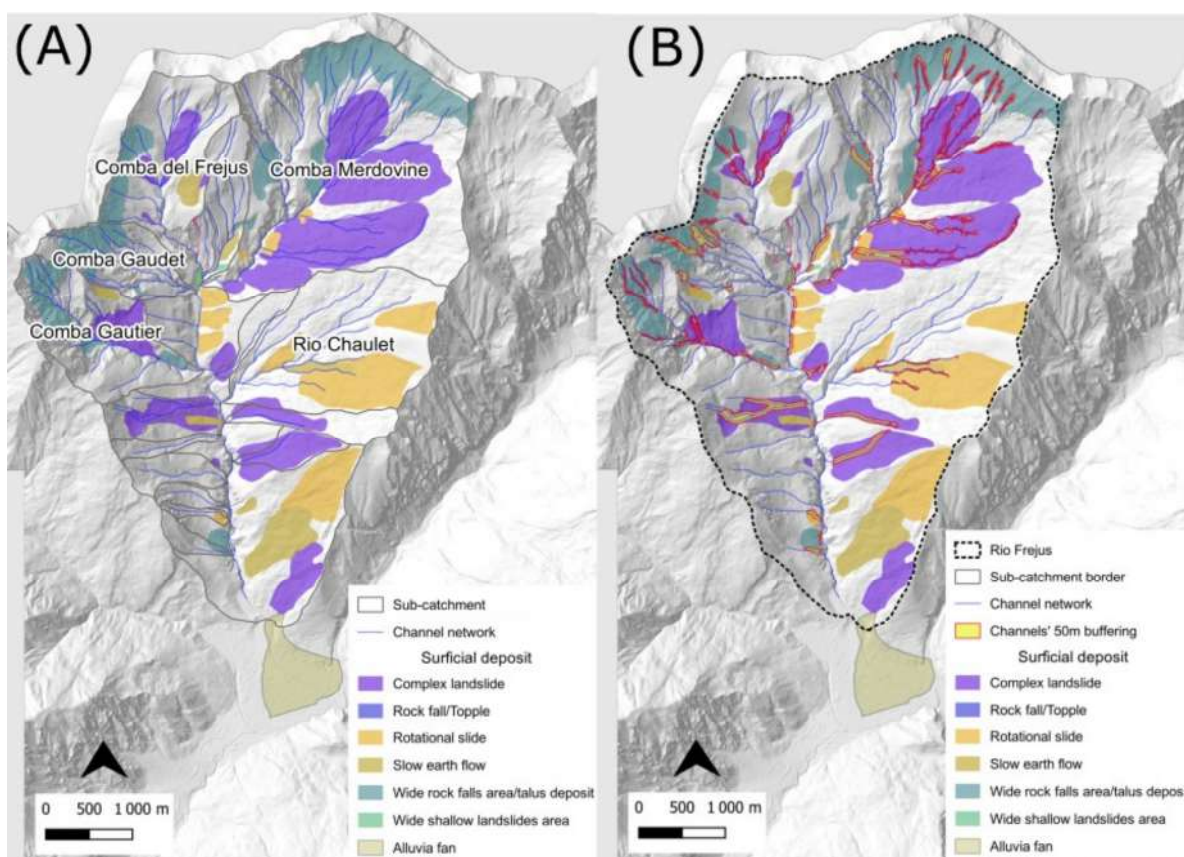 (A)
Comba del Frejus
Comba Merdovine
Comba Gaudet
Comba Gautier
Rio Chaulet
Sub-catchment
Channel network
Surficial deposit
Complex landslide
Rock fall/Topple
Rotational slide
Slow earth flow
Wide rock falls area/talus deposit
Wide shallow landslides area
Alluvia fan
0 500 1 000 m
(B)
Rio Frejus
Sub-catchment border
Channel network
Channels' 50m buffering
Surficial deposit
Complex landslide
Rock fall/Topple
Rotational slide
Slow earth flow
Wide rock falls area/talus depos
Wide shallow landslides area
Alluvia fan
0 500 1 000 m